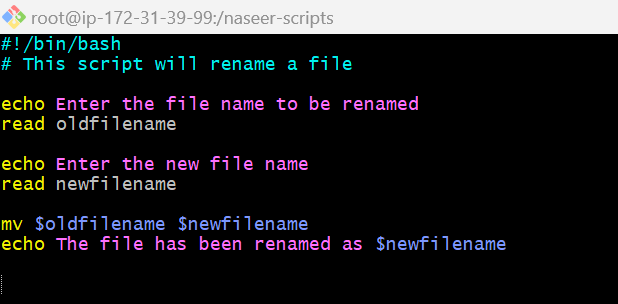 root@ip-172-31-39-99:/naseer-scripts
#!/bin/bash
# This script will rename a file
echo Enter the file name to be renamed
read oldfilename
echo Enter the new file name
read newfilename
mv $oldfilename $newfilename
echo The file has been renamed as $newfilename